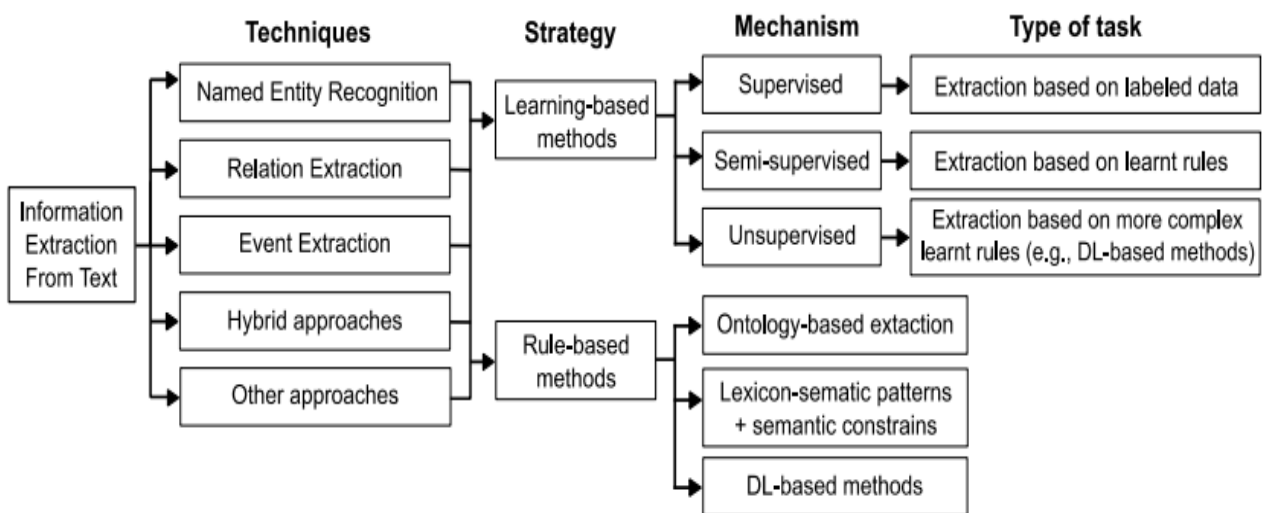 Techniques
Strategy
Mechanism
Type of task
Information
Extraction
From Text
Named Entity Recognition
Relation Extraction
Event Extraction
Hybrid approaches
Other approaches
Learning-based
methods
Rule-based
methods
Supervised
Extraction based on labeled data
Semi-supervised
Extraction based on learnt rules
Unsupervised
Extraction based on more complex
learnt rules (e.g., DL-based methods)
Ontology-based extaction
Lexicon-sematic patterns
+ semantic constrains
DL-based methods